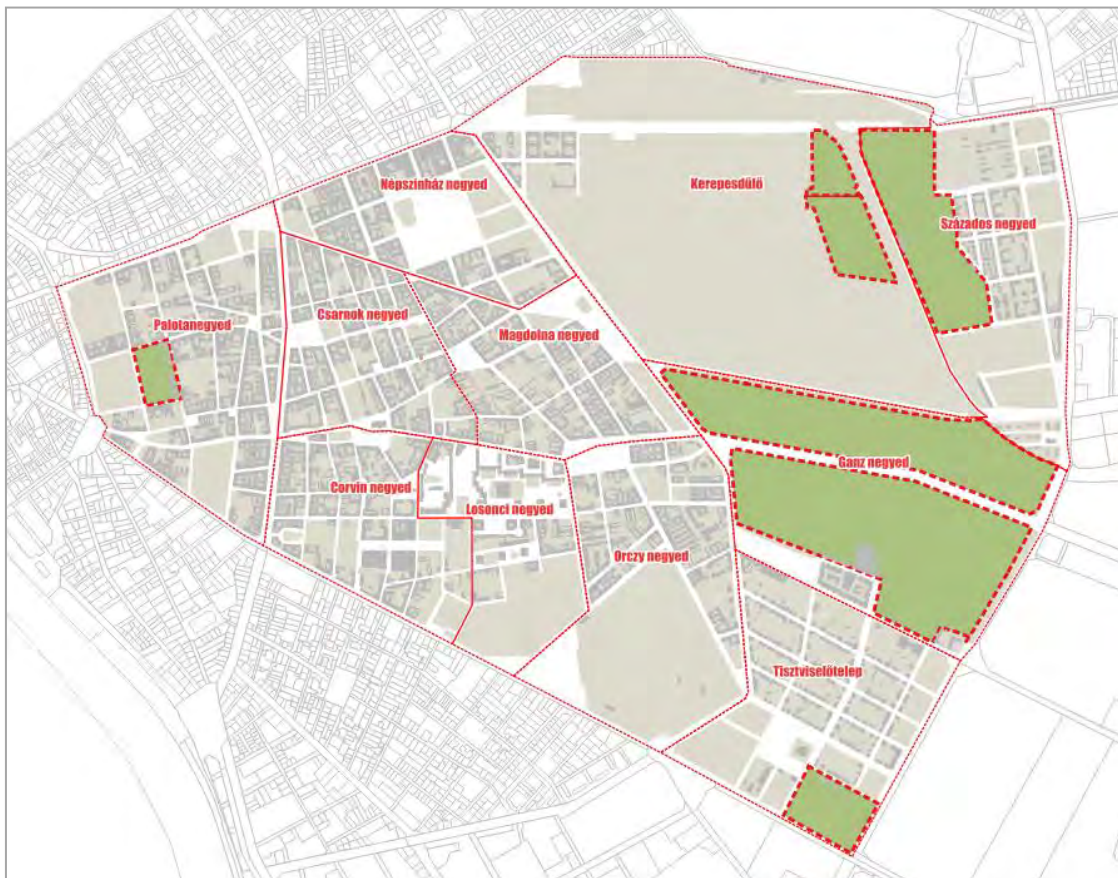 Népszínház negyed
Kerepesdűlő
Százados negyed
Csarnok negyed
Palotanegyed
Magdolna negyed
Ganz negyed
Corvin negyed
Losonci negyed
Orczy negyed
Tisztviselőtelep